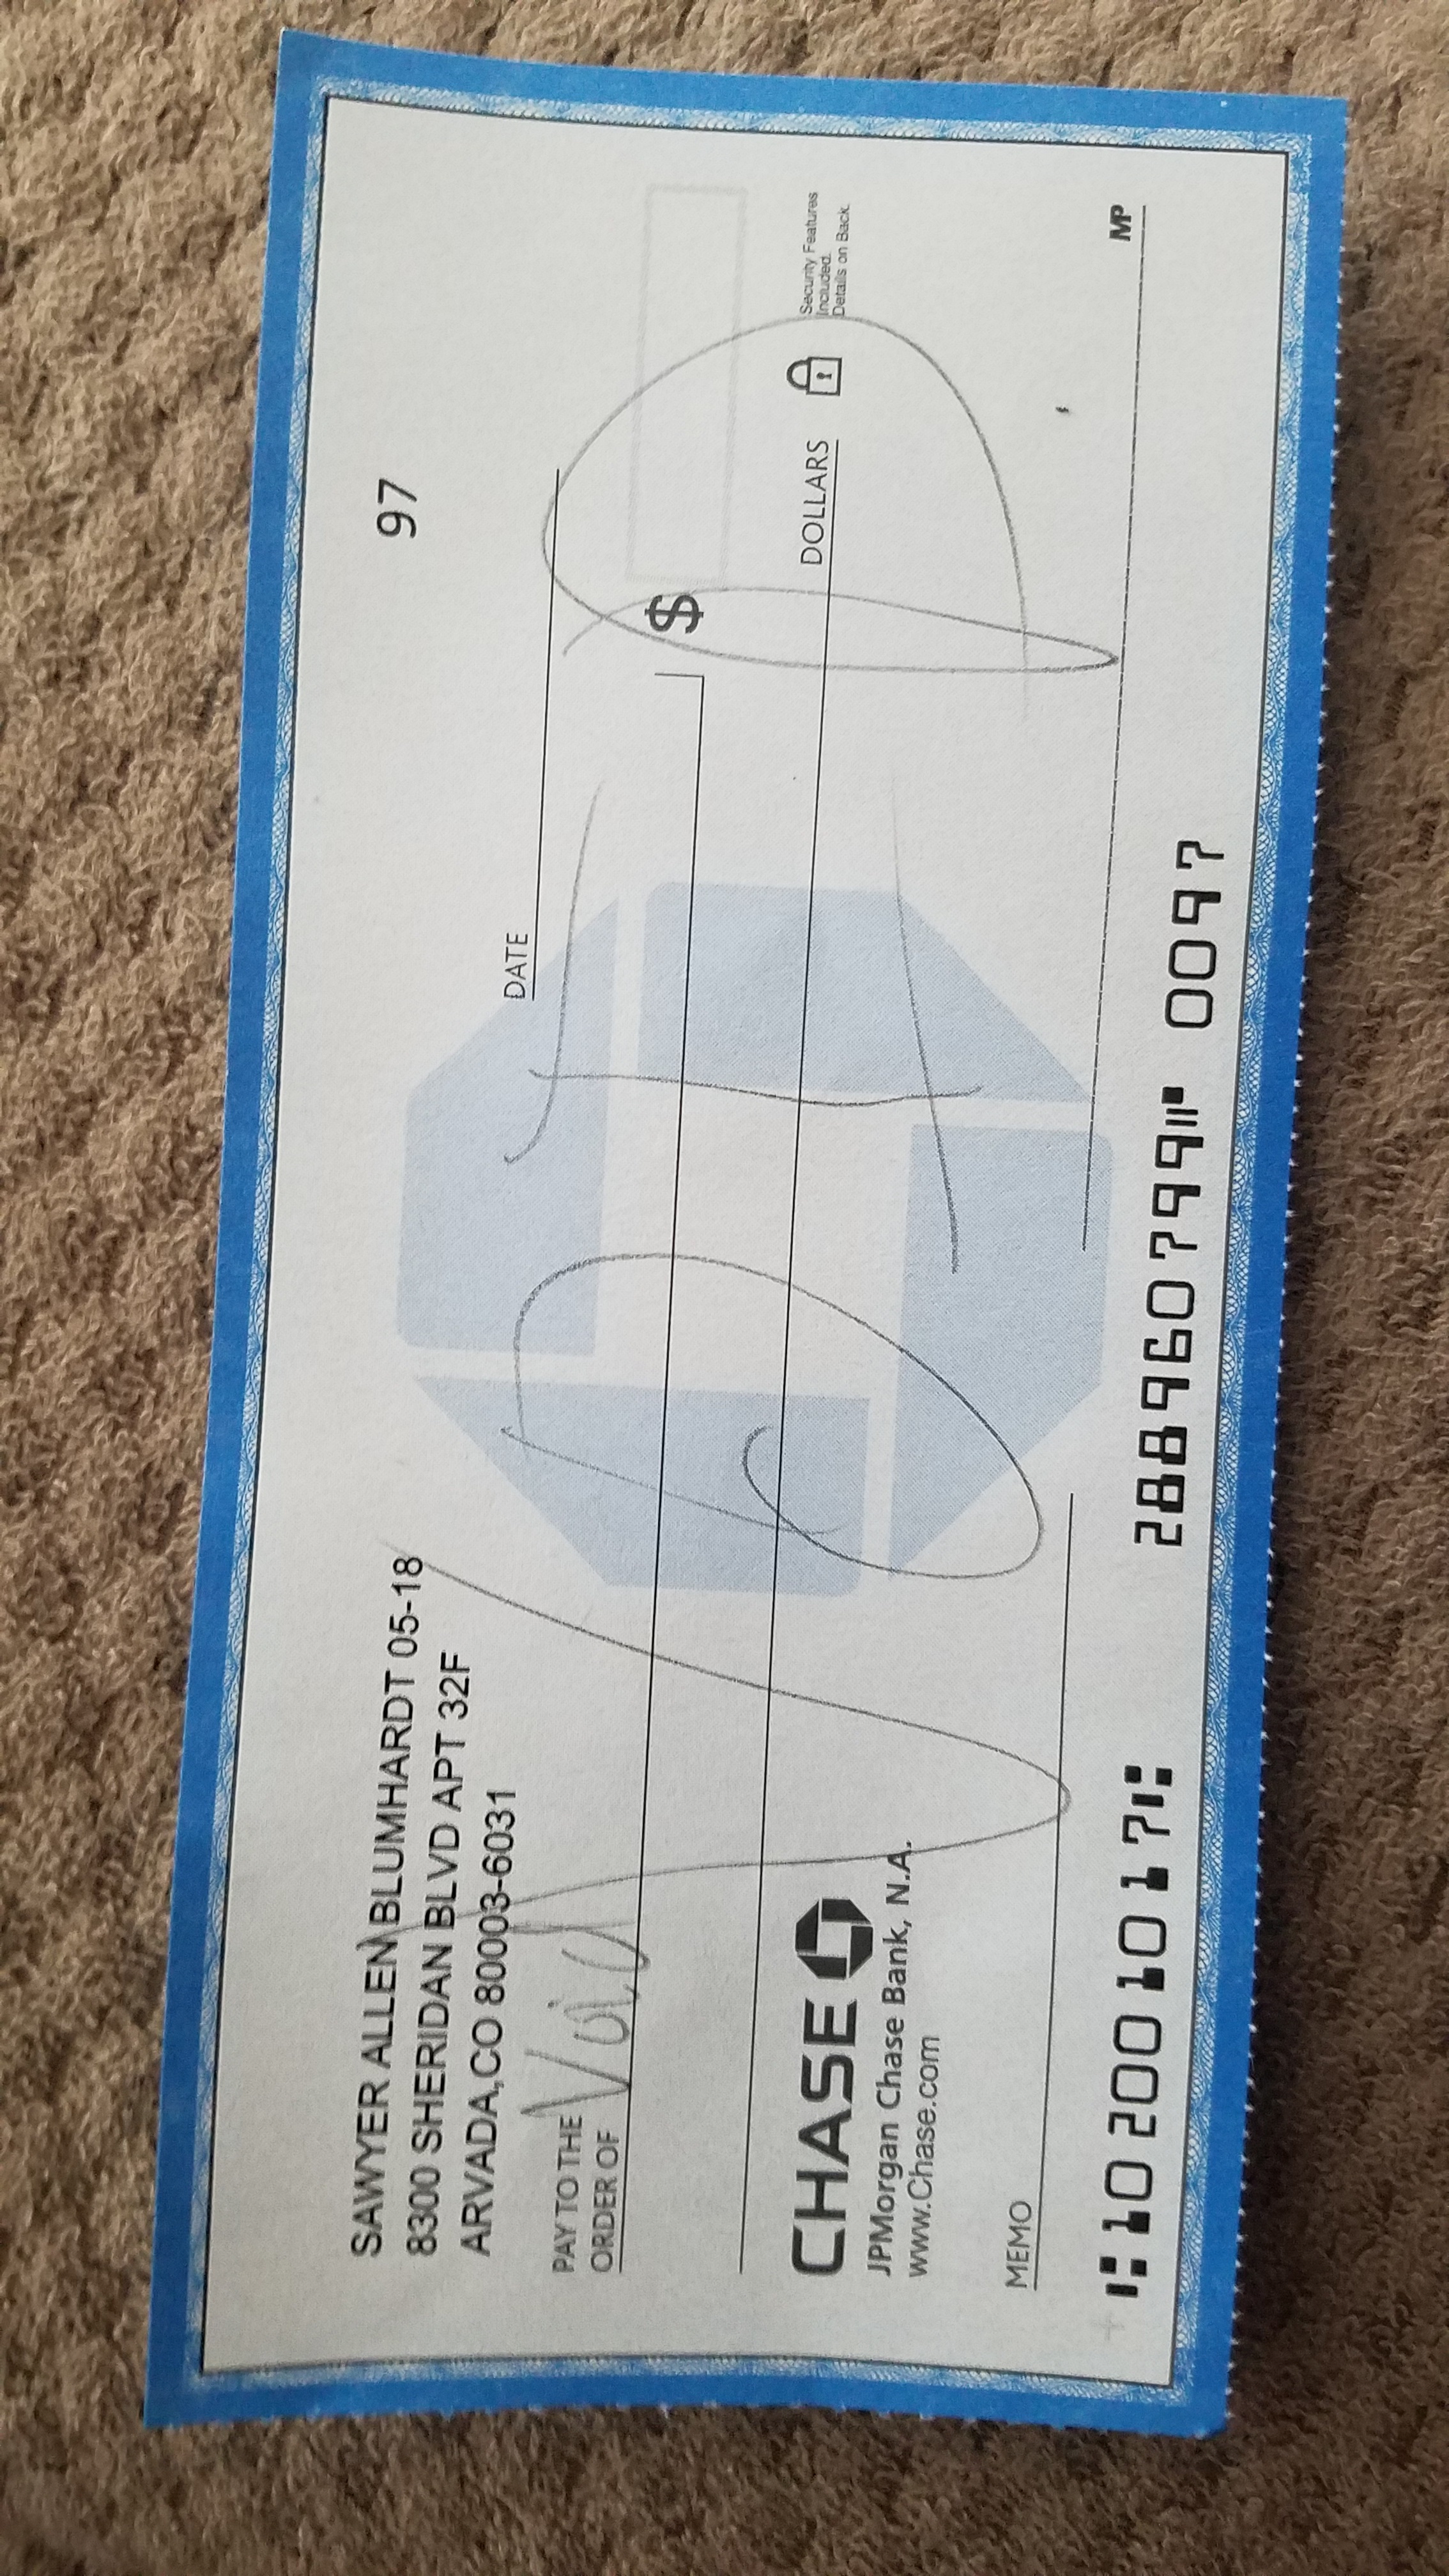 SAWYER ALLEN BLUMHARDT 05-18
8300 SHERIDAN BLVD APT 32F
ARVADA, CO 80003-6031
97
DATE
PAY TO THE
ORDER OF
Void
$
VOID
DOLLARS
Security Features
Included.
Details on Back.
CHASE
JPMorgan Chase Bank, N.A.
www.Chase.com
MEMO
MP
⑆102001017⑆ 288960799⑈ 0097